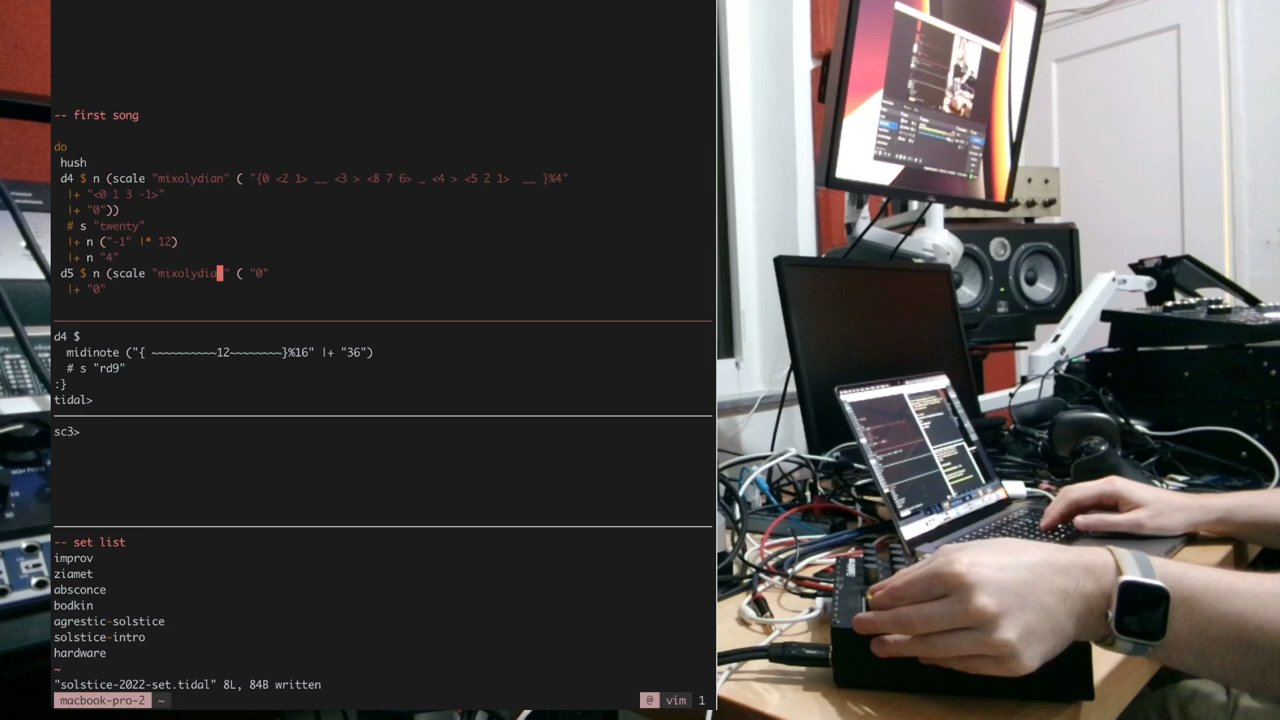 -- first song
do
hush
d4 $ n (scale "mixolydian" ( "{0 <2 1> __ <3 > <8 7 6> _ <4 > <5 2 1>  __ }%4"
|+ "<0 1 3 -1>"
|+ "0"))
# s "twenty"
|+ n ("-1" |* 12)
|+ n "4"
d5 $ n (scale "mixolydian" ( "0"
|+ "0"
d4 $
midinote ("{ ~~~~~~~~~~12~~~~~~~~}%16" |+ "36")
# s "rd9"
:}
tidal>
sc3>
-- set list
improv
ziamet
absconce
bodkin
agrestic-solstice
solstice-intro
hardware
~
"solstice-2022-set.tidal" 8L, 84B written
macbook-pro-2 ~ @ vim 1